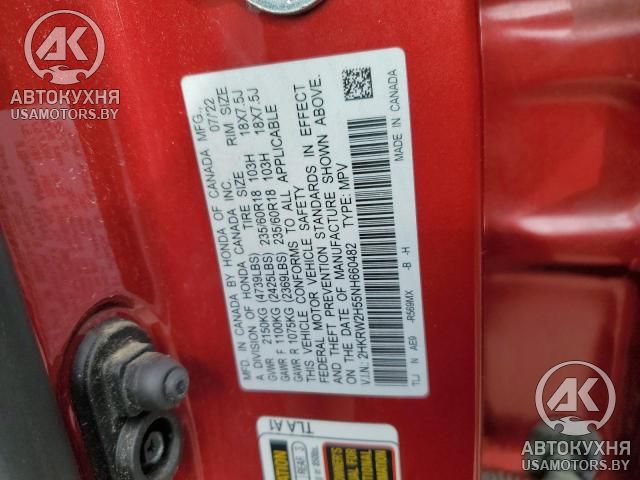 АВТОКУХНЯ
USAMOTORS.BY
MFD. IN CANADA BY HONDA OF CANADA MFG.
A DIVISION OF HONDA CANADA INC. 07/22
TIRE SIZE RIM SIZE
GVWR 2150KG (4739LBS)
GAWR F 1100KG (2425LBS) 235/60R18 103H 18X7.5J
GAWR R 1075KG (2369LBS) 235/60R18 103H 18X7.5J
THIS VEHICLE CONFORMS TO ALL APPLICABLE
FEDERAL MOTOR VEHICLE SAFETY STANDARDS IN EFFECT
AND THEFT PREVENTION STANDARDS IN EFFECT
ON THE DATE OF MANUFACTURE SHOWN ABOVE.
V.I.N.: 2HKRW2H55NH660482 TYPE: MPV
TLJ N AE9 -R569MX -B -H
MADE IN CANADA
TLA A1
REAR 3
АВТОКУХНЯ
USAMOTORS.BY